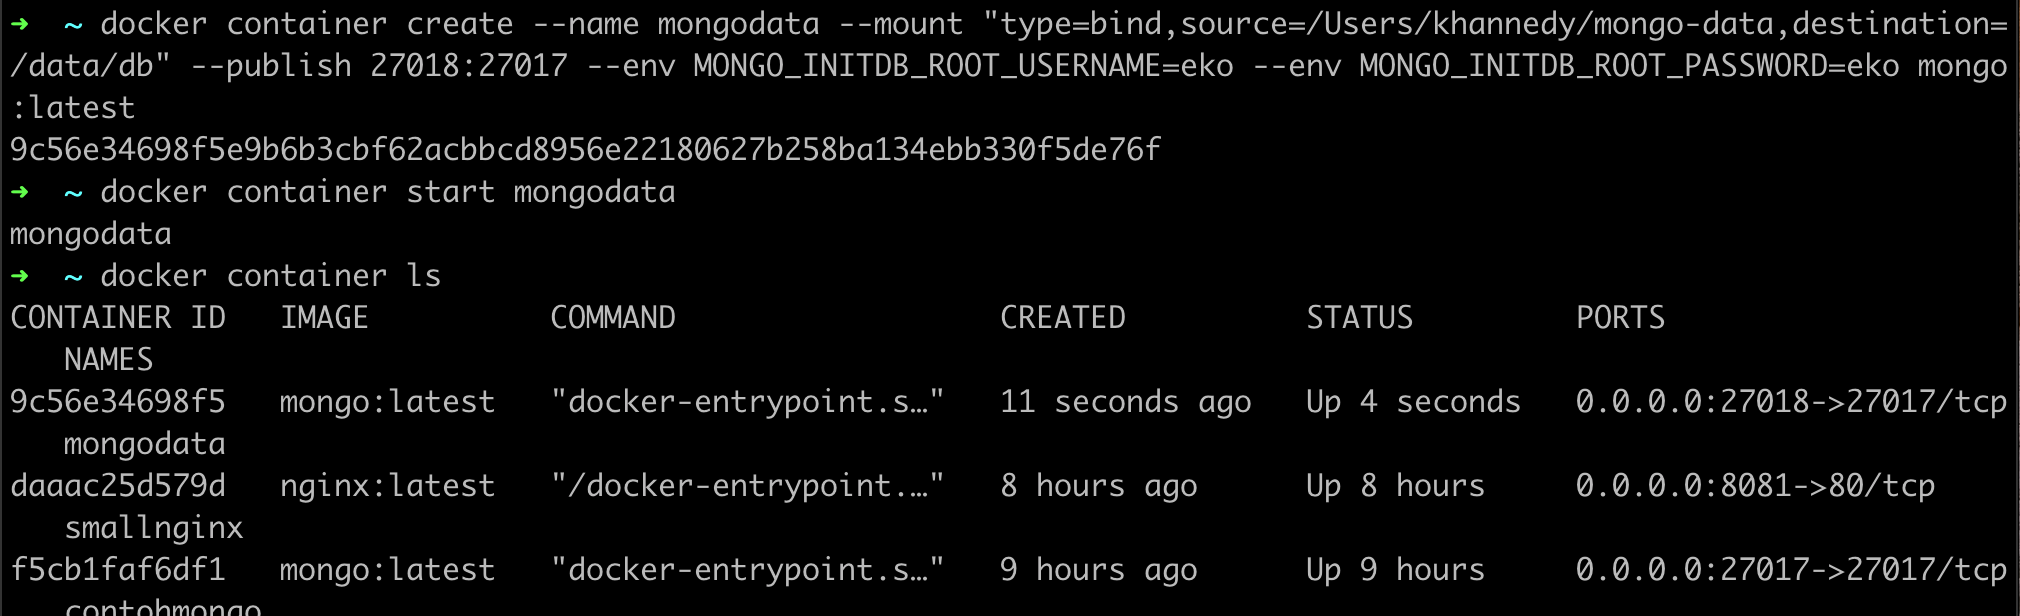 ➜  ~ docker container create --name mongodata --mount "type=bind,source=/Users/khannedy/mongo-data,destination=
/data/db" --publish 27018:27017 --env MONGO_INITDB_ROOT_USERNAME=eko --env MONGO_INITDB_ROOT_PASSWORD=eko mongo
:latest
9c56e34698f5e9b6b3cbf62acbbcd8956e22180627b258ba134ebb330f5de76f
➜  ~ docker container start mongodata
mongodata
➜  ~ docker container ls
CONTAINER ID   IMAGE          COMMAND                  CREATED          STATUS         PORTS
   NAMES
9c56e34698f5   mongo:latest   "docker-entrypoint.s…"   11 seconds ago   Up 4 seconds   0.0.0.0:27018->27017/tcp
   mongodata
daaac25d579d   nginx:latest   "/docker-entrypoint.…"   8 hours ago      Up 8 hours     0.0.0.0:8081->80/tcp
   smallnginx
f5cb1faf6df1   mongo:latest   "docker-entrypoint.s…"   9 hours ago      Up 9 hours     0.0.0.0:27017->27017/tcp
   contohmongo